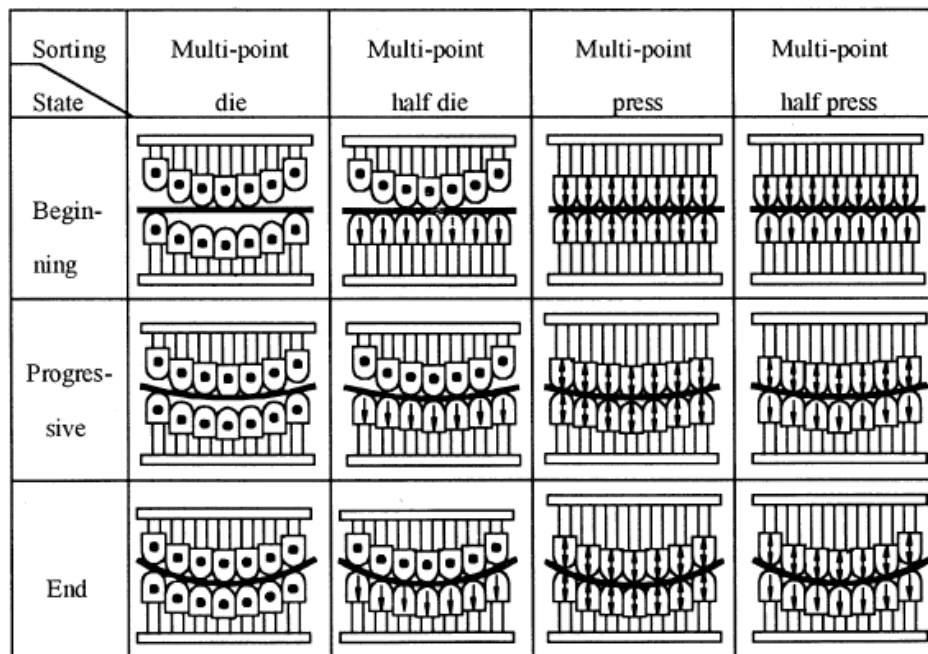 Sorting
State
Multi-point
die
Multi-point
half die
Multi-point
press
Multi-point
half press
Begin-
ning
Progres-
sive
End